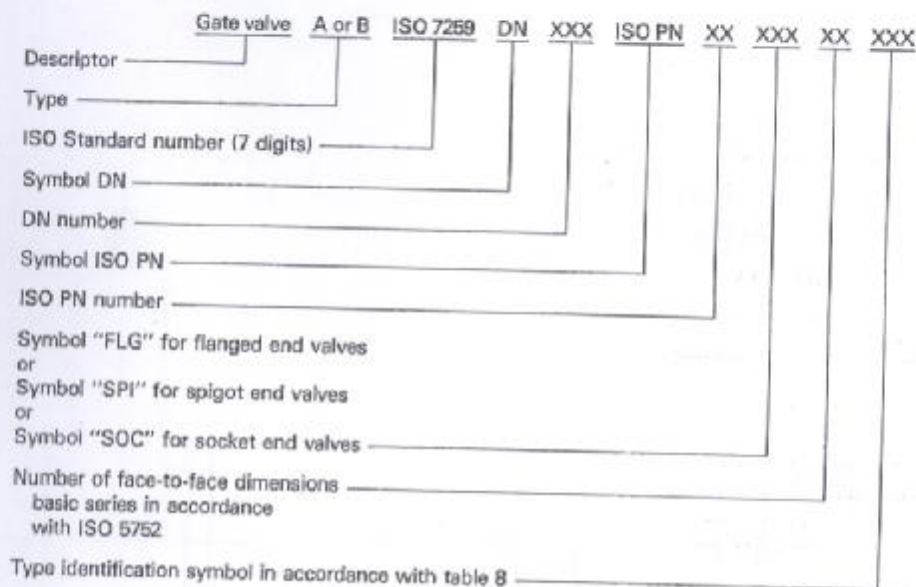 Gate valve A or B ISO 7259 DN XXX ISO PN XX XXX XX XXX
Descriptor
Type
ISO Standard number (7 digits)
Symbol DN
DN number
Symbol ISO PN
ISO PN number
Symbol "FLG" for flanged end valves
or
Symbol "SPI" for spigot end valves
or
Symbol "SOC" for socket end valves
Number of face-to-face dimensions
basic series in accordance
with ISO 5752
Type identification symbol in accordance with table 8